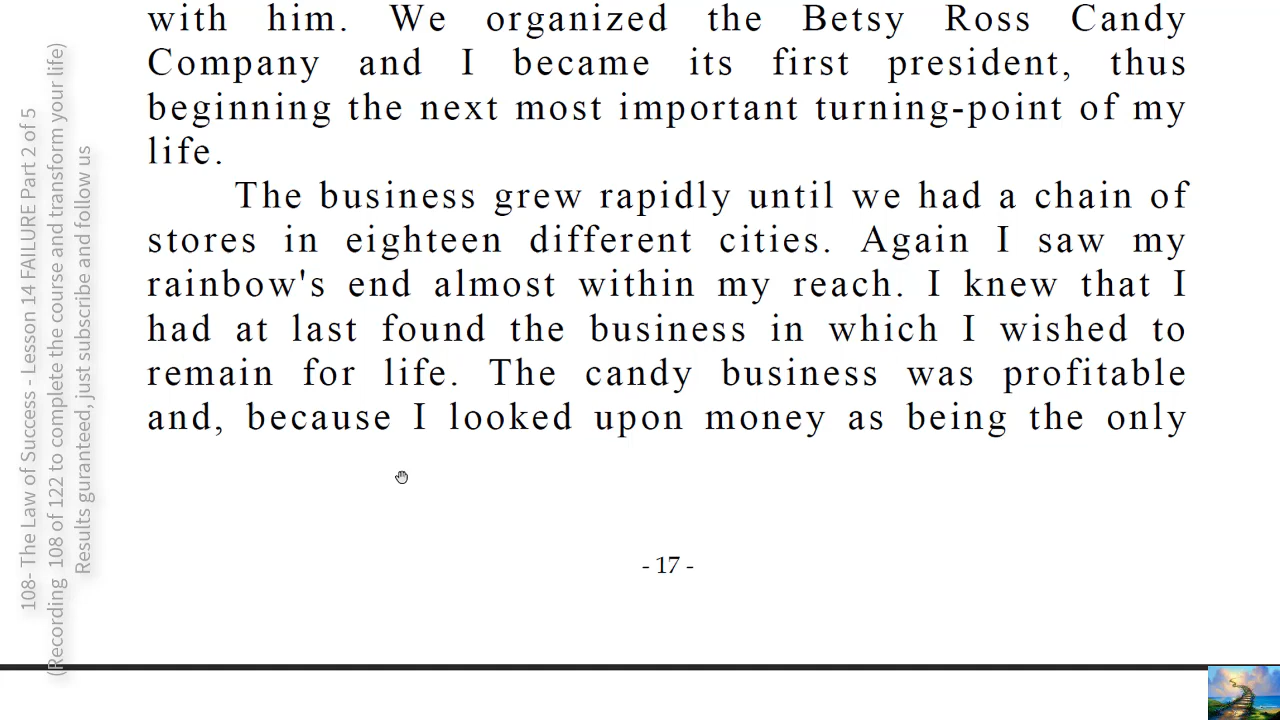 with him. We organized the Betsy Ross Candy
Company and I became its first president, thus
beginning the next most important turning-point of my
life.
The business grew rapidly until we had a chain of
stores in eighteen different cities. Again I saw my
rainbow's end almost within my reach. I knew that I
had at last found the business in which I wished to
remain for life. The candy business was profitable
and, because I looked upon money as being the only
- 17 -
108- The Law of Success - Lesson 14 FAILURE Part 2 of 5
(Recording 108 of 122 to complete the course and transform your life)
Results guranteed, just subscribe and follow us